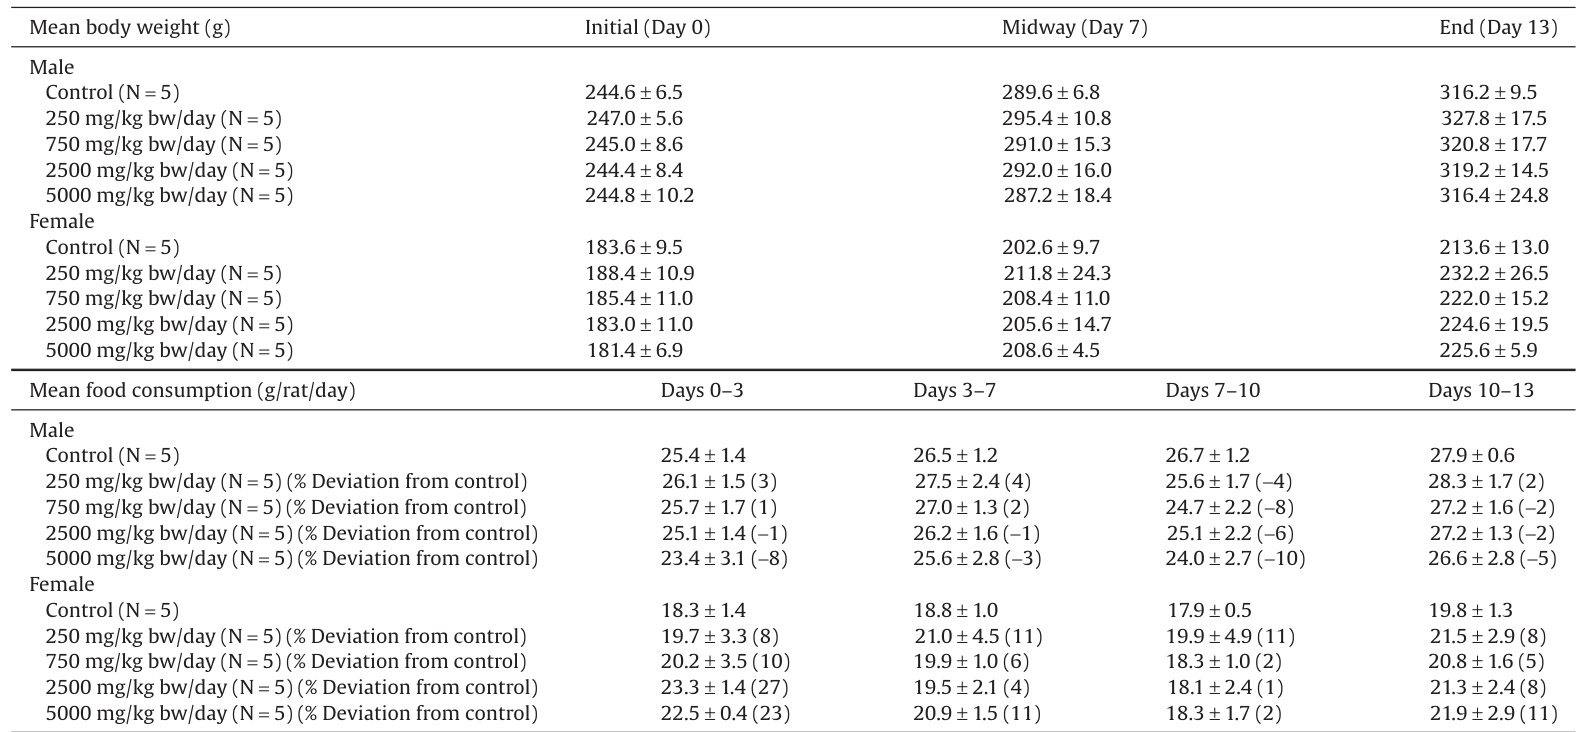 Mean body weight (g) Initial (Day 0) Midway (Day 7) End (Day 13)
Male
Control (N = 5) 244.6 ± 6.5 289.6 ± 6.8 316.2 ± 9.5
250 mg/kg bw/day (N = 5) 247.0 ± 5.6 295.4 ± 10.8 327.8 ± 17.5
750 mg/kg bw/day (N = 5) 245.0 ± 8.6 291.0 ± 15.3 320.8 ± 17.7
2500 mg/kg bw/day (N = 5) 244.4 ± 8.4 292.0 ± 16.0 319.2 ± 14.5
5000 mg/kg bw/day (N = 5) 244.8 ± 10.2 287.2 ± 18.4 316.4 ± 24.8
Female
Control (N = 5) 183.6 ± 9.5 202.6 ± 9.7 213.6 ± 13.0
250 mg/kg bw/day (N = 5) 188.4 ± 10.9 211.8 ± 24.3 232.2 ± 26.5
750 mg/kg bw/day (N = 5) 185.4 ± 11.0 208.4 ± 11.0 222.0 ± 15.2
2500 mg/kg bw/day (N = 5) 183.0 ± 11.0 205.6 ± 14.7 224.6 ± 19.5
5000 mg/kg bw/day (N = 5) 181.4 ± 6.9 208.6 ± 4.5 225.6 ± 5.9
Mean food consumption (g/rat/day) Days 0–3 Days 3–7 Days 7–10 Days 10–13
Male
Control (N = 5) 25.4 ± 1.4 26.5 ± 1.2 26.7 ± 1.2 27.9 ± 0.6
250 mg/kg bw/day (N = 5) (% Deviation from control) 26.1 ± 1.5 (3) 27.5 ± 2.4 (4) 25.6 ± 1.7 (–4) 28.3 ± 1.7 (2)
750 mg/kg bw/day (N = 5) (% Deviation from control) 25.7 ± 1.7 (1) 27.0 ± 1.3 (2) 24.7 ± 2.2 (–8) 27.2 ± 1.6 (–2)
2500 mg/kg bw/day (N = 5) (% Deviation from control) 25.1 ± 1.4 (–1) 26.2 ± 1.6 (–1) 25.1 ± 2.2 (–6) 27.2 ± 1.3 (–2)
5000 mg/kg bw/day (N = 5) (% Deviation from control) 23.4 ± 3.1 (–8) 25.6 ± 2.8 (–3) 24.0 ± 2.7 (–10) 26.6 ± 2.8 (–5)
Female
Control (N = 5) 18.3 ± 1.4 18.8 ± 1.0 17.9 ± 0.5 19.8 ± 1.3
250 mg/kg bw/day (N = 5) (% Deviation from control) 19.7 ± 3.3 (8) 21.0 ± 4.5 (11) 19.9 ± 4.9 (11) 21.5 ± 2.9 (8)
750 mg/kg bw/day (N = 5) (% Deviation from control) 20.2 ± 3.5 (10) 19.9 ± 1.0 (6) 18.3 ± 1.0 (2) 20.8 ± 1.6 (5)
2500 mg/kg bw/day (N = 5) (% Deviation from control) 23.3 ± 1.4 (27) 19.5 ± 2.1 (4) 18.1 ± 2.4 (1) 21.3 ± 2.4 (8)
5000 mg/kg bw/day (N = 5) (% Deviation from control) 22.5 ± 0.4 (23) 20.9 ± 1.5 (11) 18.3 ± 1.7 (2) 21.9 ± 2.9 (11)